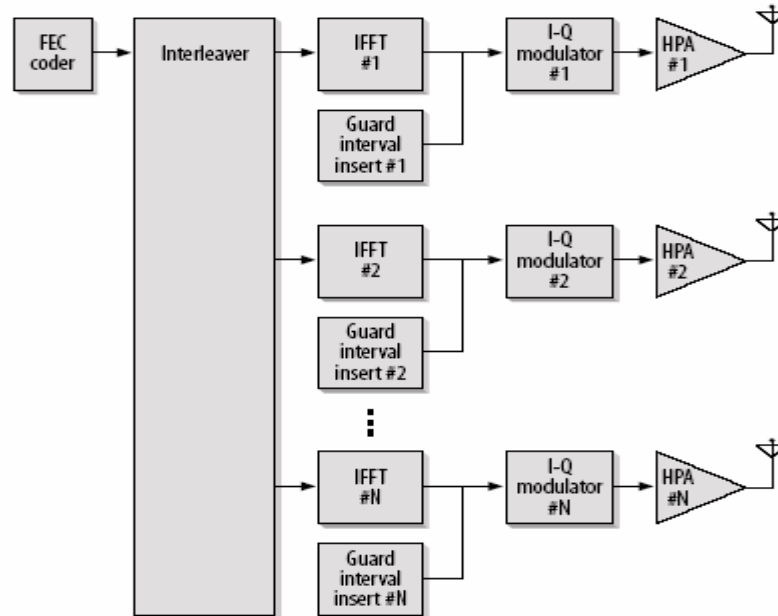 FEC
coder
Interleaver
IFFT
#1
Guard
interval
insert #1
I-Q
modulator
#1
HPA
#1
IFFT
#2
Guard
interval
insert #2
I-Q
modulator
#2
HPA
#2
IFFT
#N
Guard
interval
insert #N
I-Q
modulator
#N
HPA
#N